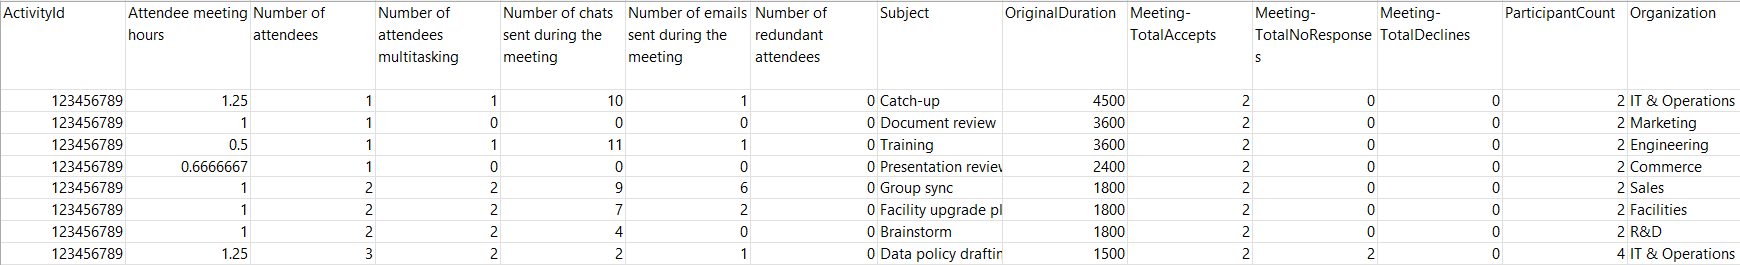 ActivityId Attendee meeting hours Number of attendees Number of attendees multitasking Number of chats sent during the meeting Number of emails sent during the meeting Number of redundant attendees Subject OriginalDuration Meeting-TotalAccepts Meeting-TotalNoResponses Meeting-TotalDeclines ParticipantCount Organization
123456789 1.25 1 1 10 1 0 Catch-up 4500 2 0 0 2 IT & Operations
123456789 1 1 0 0 0 0 Document review 3600 2 0 0 2 Marketing
123456789 0.5 1 1 11 1 0 Training 3600 2 0 0 2 Engineering
123456789 0.6666667 1 0 0 0 0 Presentation review 2400 2 0 0 2 Commerce
123456789 1 2 2 9 6 0 Group sync 1800 2 0 0 2 Sales
123456789 1 2 2 7 2 0 Facility upgrade pl 1800 2 0 0 2 Facilities
123456789 1 2 2 4 0 0 Brainstorm 1800 2 0 0 2 R&D
123456789 1.25 3 2 2 1 0 Data policy draftin 1500 2 2 0 4 IT & Operations